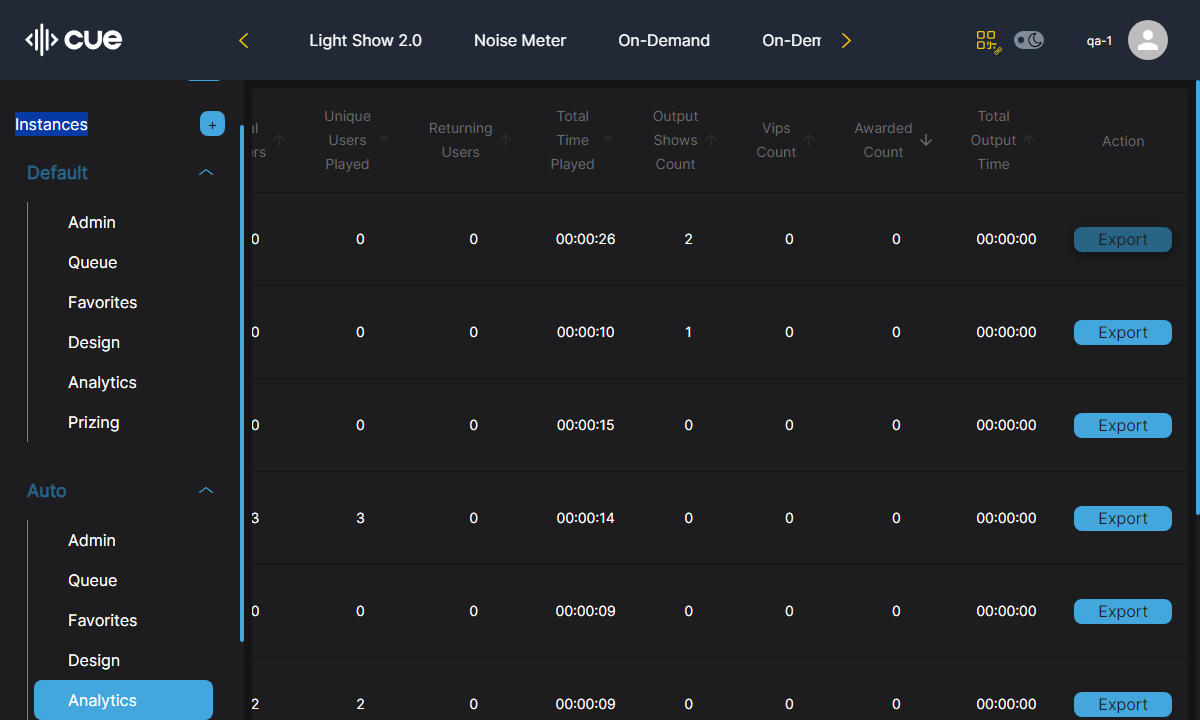 cue
Light Show 2.0
Noise Meter
On-Demand
On-Dem
qa-1
Instances
+
Default
Admin
Queue
Favorites
Design
Analytics
Prizing
Auto
Admin
Queue
Favorites
Design
Analytics
Unique
Users
Played
Returning
Users
Total
Time
Played
Output
Shows
Count
Vips
Count
Awarded
Count
Total
Output
Time
Action
0 0 0 00:00:26 2 0 0 00:00:00 Export
0 0 0 00:00:10 1 0 0 00:00:00 Export
0 0 0 00:00:15 0 0 0 00:00:00 Export
3 3 0 00:00:14 0 0 0 00:00:00 Export
0 0 0 00:00:09 0 0 0 00:00:00 Export
2 2 0 00:00:09 0 0 0 00:00:00 Export